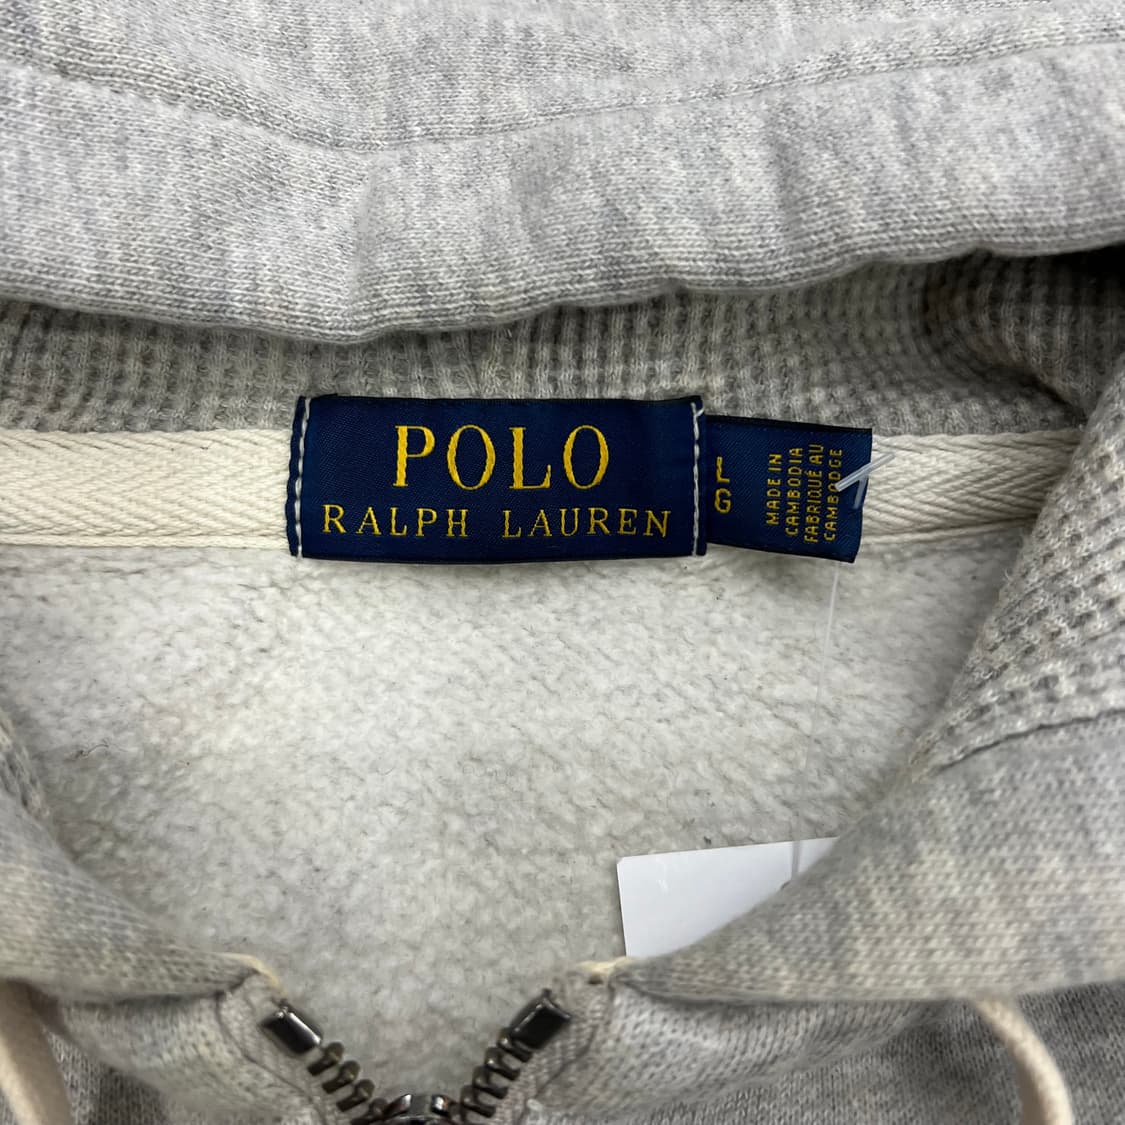 POLO
RALPH LAUREN
L
G
MADE IN
CAMBODIA
FABRIQUÉ AU
CAMBODGE